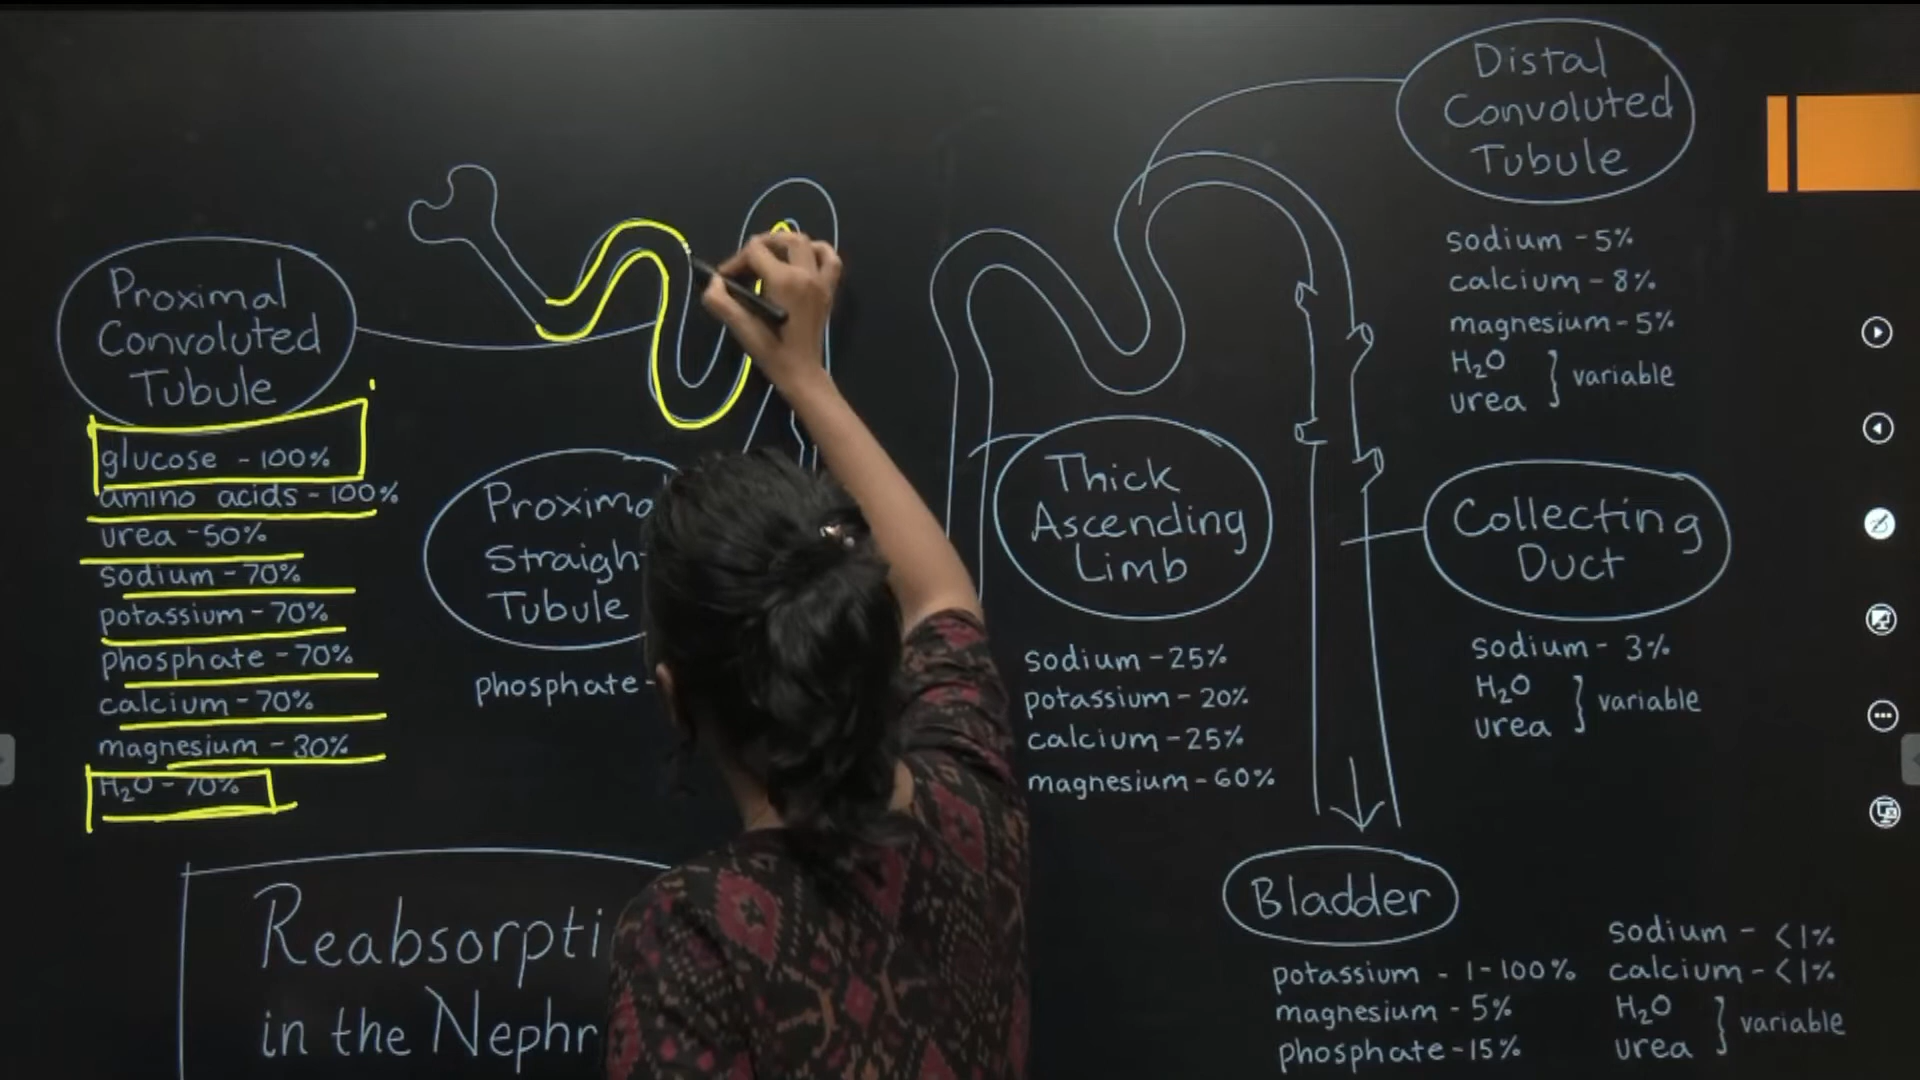 Proximal
Convoluted
Tubule
glucose - 100%
amino acids - 100%
urea - 50%
sodium - 70%
potassium - 70%
phosphate - 70%
calcium - 70%
magnesium - 30%
H₂O - 70%
Straight
Tubule
phosphate -
Thick
Ascending
Limb
sodium - 25%
potassium - 20%
calcium - 25%
magnesium - 60%
Distal
Convoluted
Tubule
sodium - 5%
calcium - 8%
magnesium - 5%
H₂O
urea } variable
Collecting
Duct
sodium - 3%
H₂O
urea } variable
Bladder
potassium - 1-100%
magnesium - 5%
phosphate - 15%
sodium - <1%
calcium - <1%
H₂O
urea } variable
in the